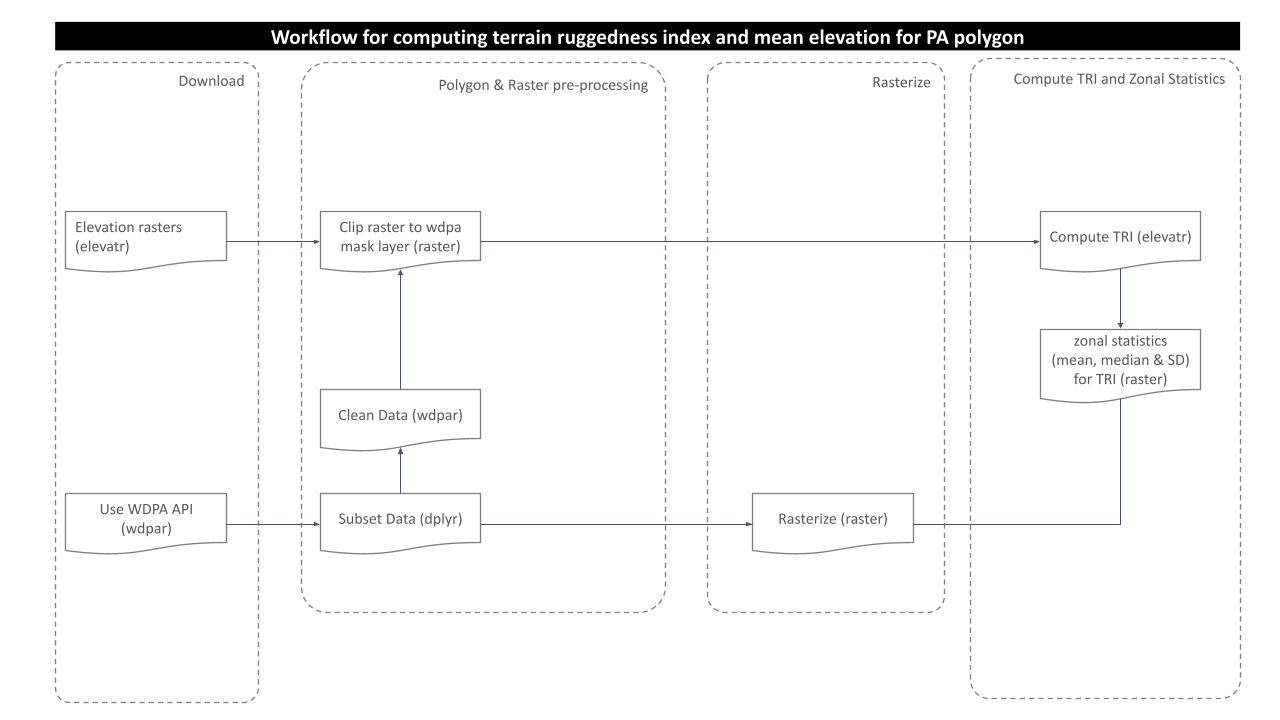 Workflow for computing terrain ruggedness index and mean elevation for PA polygon
Download
Polygon & Raster pre-processing
Rasterize
Compute TRI and Zonal Statistics
Elevation rasters
(elevatr)
Clip raster to wdpa
mask layer (raster)
Compute TRI (elevatr)
zonal statistics
(mean, median & SD)
for TRI (raster)
Clean Data (wdpar)
Use WDPA API
(wdpar)
Subset Data (dplyr)
Rasterize (raster)